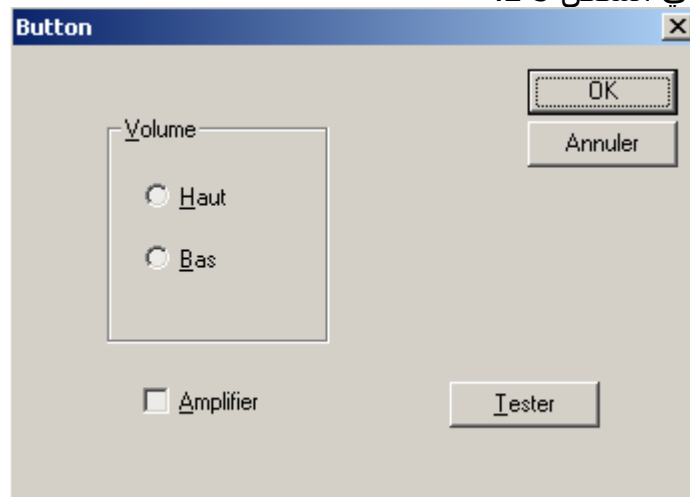 Button
OK
Volume
Annuler
Haut
Bas
Amplifier
Tester